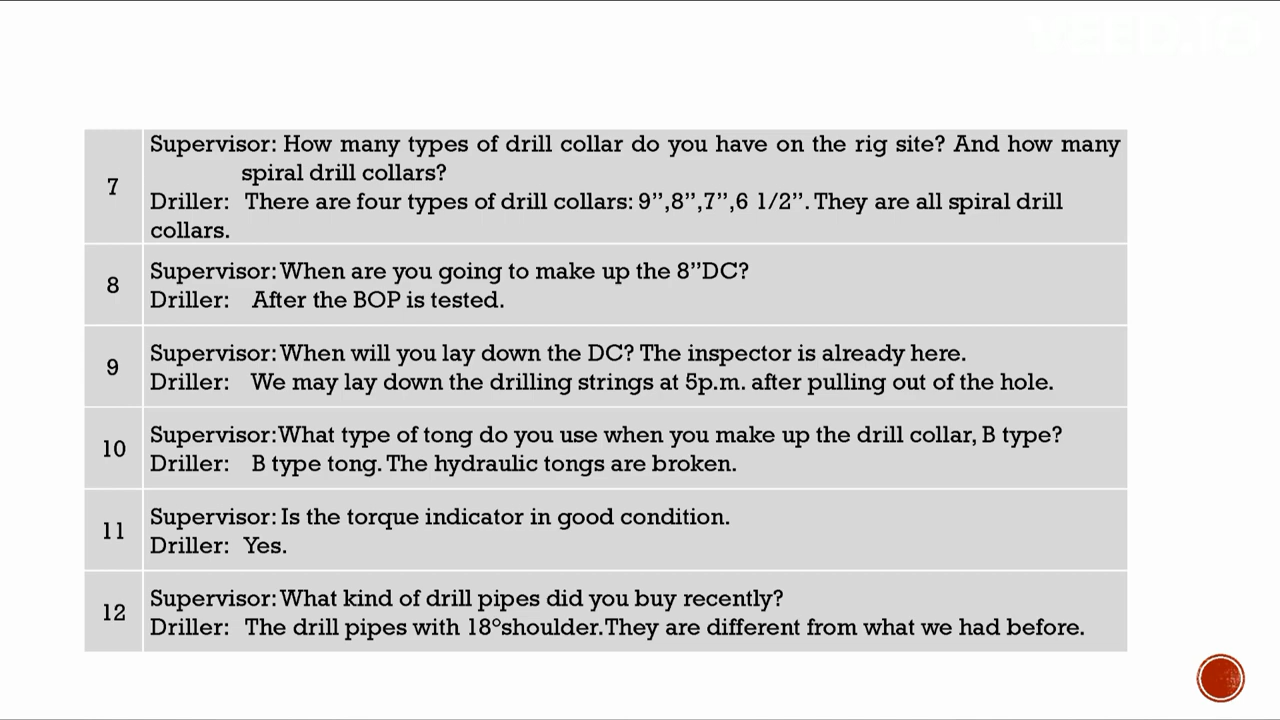 VEED.IO
7
Supervisor: How many types of drill collar do you have on the rig site? And how many
spiral drill collars?
Driller: There are four types of drill collars: 9’’,8’’,7’’,6 1/2’’. They are all spiral drill
collars.
8
Supervisor: When are you going to make up the 8’’DC?
Driller: After the BOP is tested.
9
Supervisor: When will you lay down the DC? The inspector is already here.
Driller: We may lay down the drilling strings at 5p.m. after pulling out of the hole.
10
Supervisor:What type of tong do you use when you make up the drill collar, B type?
Driller: B type tong. The hydraulic tongs are broken.
11
Supervisor: Is the torque indicator in good condition.
Driller: Yes.
12
Supervisor: What kind of drill pipes did you buy recently?
Driller: The drill pipes with 18°shoulder.They are different from what we had before.